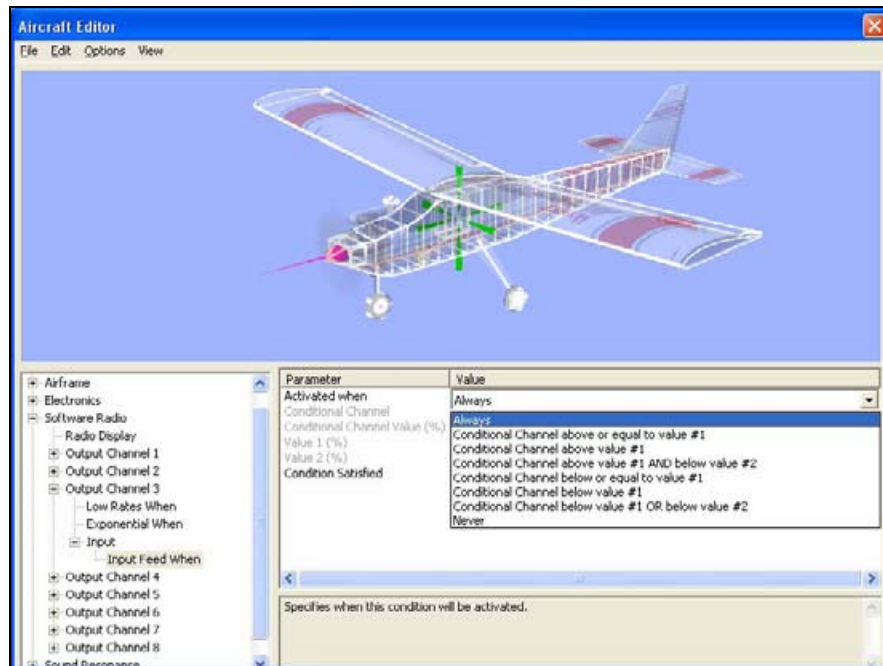 Aircraft Editor
File Edit Options View
Airframe
Electronics
Software Radio
Radio Display
Output Channel 1
Output Channel 2
Output Channel 3
Low Rates When
Exponential When
Input
Input Feed When
Output Channel 4
Output Channel 5
Output Channel 6
Output Channel 7
Output Channel 8
Sound Resonance
Parameter Value
Activated when Always
Conditional Channel
Conditional Channel Value (%)
Value 1 (%)
Value 2 (%)
Condition Satisfied
Always
Conditional Channel above or equal to value #1
Conditional Channel above value #1
Conditional Channel above value #1 AND below value #2
Conditional Channel below or equal to value #1
Conditional Channel below value #1
Conditional Channel below value #1 OR below value #2
Never
Specifies when this condition will be activated.